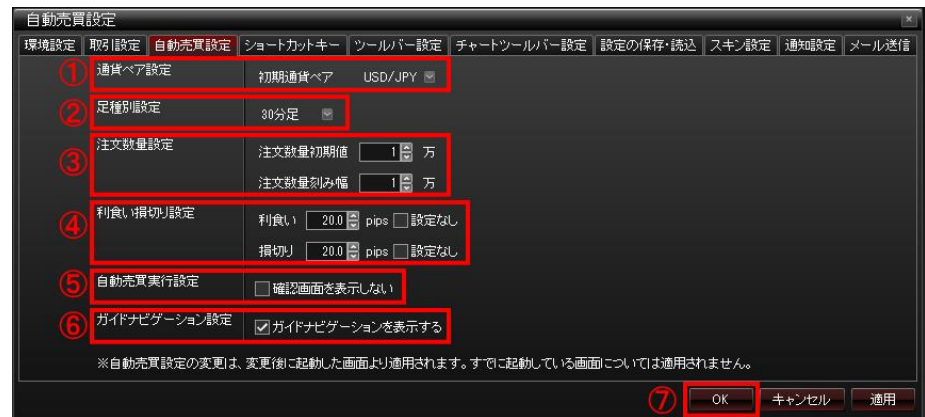 自動売買設定
環境設定 取引設定 自動売買設定 ショートカットキー ツールバー設定 チャートツールバー設定 設定の保存・読込 スキン設定 通知設定 メール送信
① 通貨ペア設定 初期通貨ペア USD/JPY
② 足種別設定 30分足
③ 注文数量設定 注文数量初期値 1 万
注文数量刻み幅 1 万
④ 利食い損切り設定 利食い 20.0 pips 設定なし
損切り 20.0 pips 設定なし
⑤ 自動売買実行設定 確認画面を表示しない
⑥ ガイドナビゲーション設定 ガイドナビゲーションを表示する
※自動売買設定の変更は、変更後に起動した画面より適用されます。すでに起動している画面については適用されません。
⑦ OK キャンセル 適用